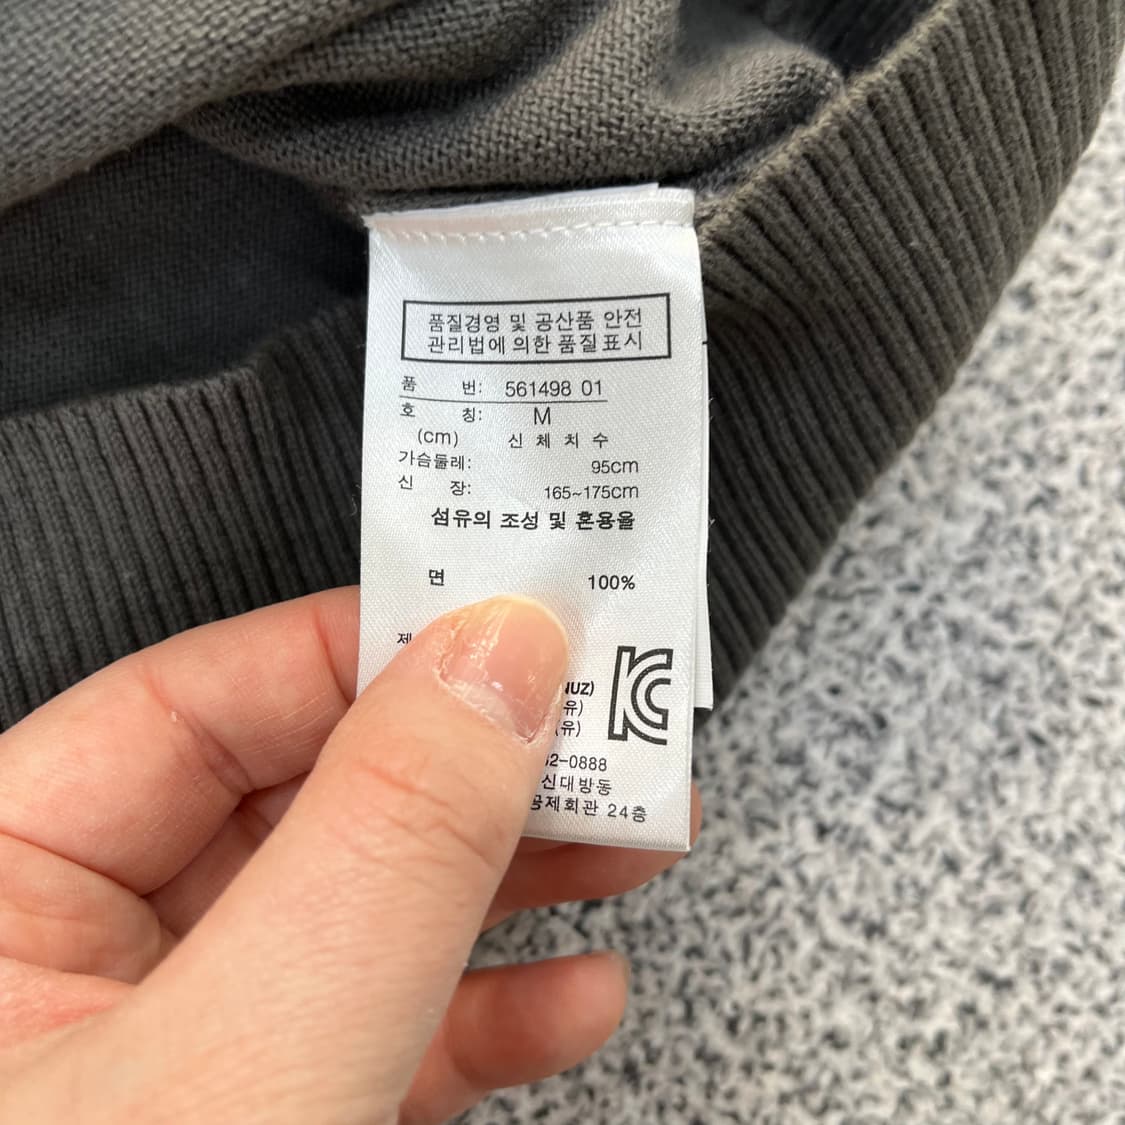 품질경영 및 공산품 안전
관리법에 의한 품질표시
품 번: 561498 01
호 칭: M
(cm) 신 체 치 수
가슴둘레: 95cm
신 장: 165~175cm
섬유의 조성 및 혼용율
면 100%
제
NUZ)
유)
(유)
2-0888
신대방동
공제회관 24층